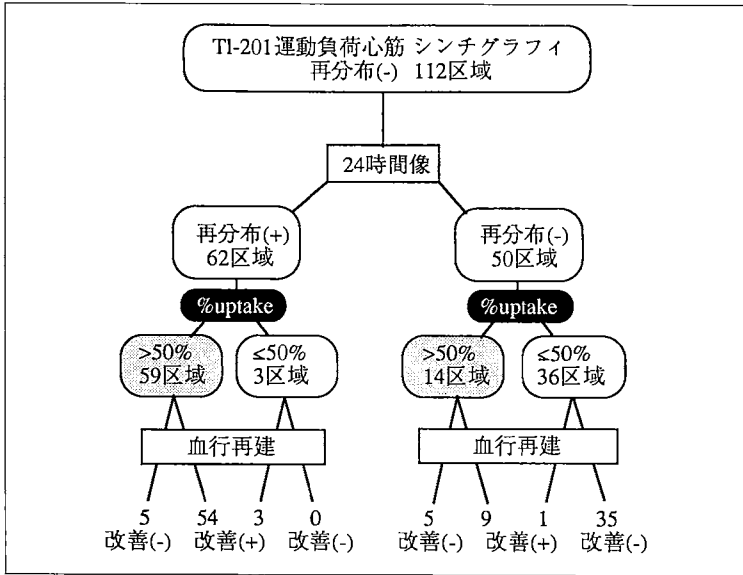 Tl-201運動負荷心筋 シンチグラフィ
再分布(-) 112区域
24時間像
再分布(+)
62区域
再分布(-)
50区域
%uptake
%uptake
>50%
59区域
≤50%
3区域
>50%
14区域
≤50%
36区域
血行再建
血行再建
5 54 3 0
改善(-) 改善(+) 改善(-)
5 9 1 35
改善(-) 改善(+) 改善(-)